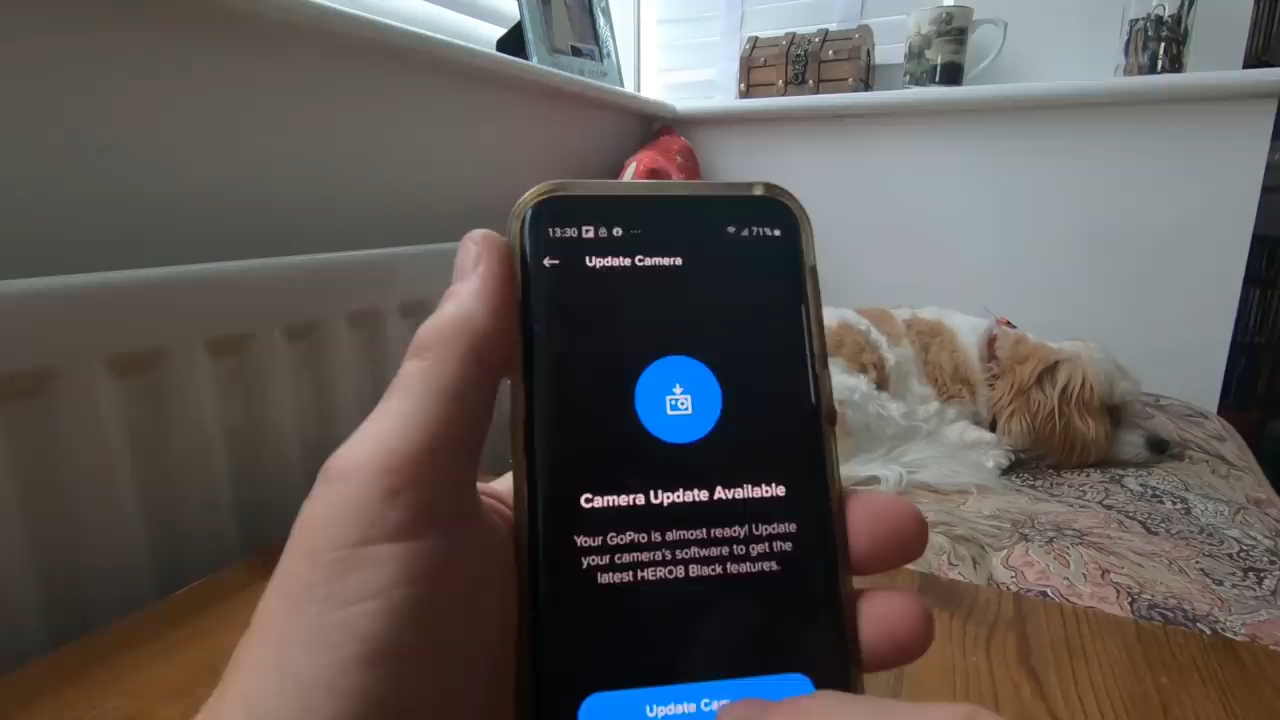 13:30 71%
Update Camera
Camera Update Available
Your GoPro is almost ready! Update
your camera's software to get the
latest HERO8 Black features.
Update